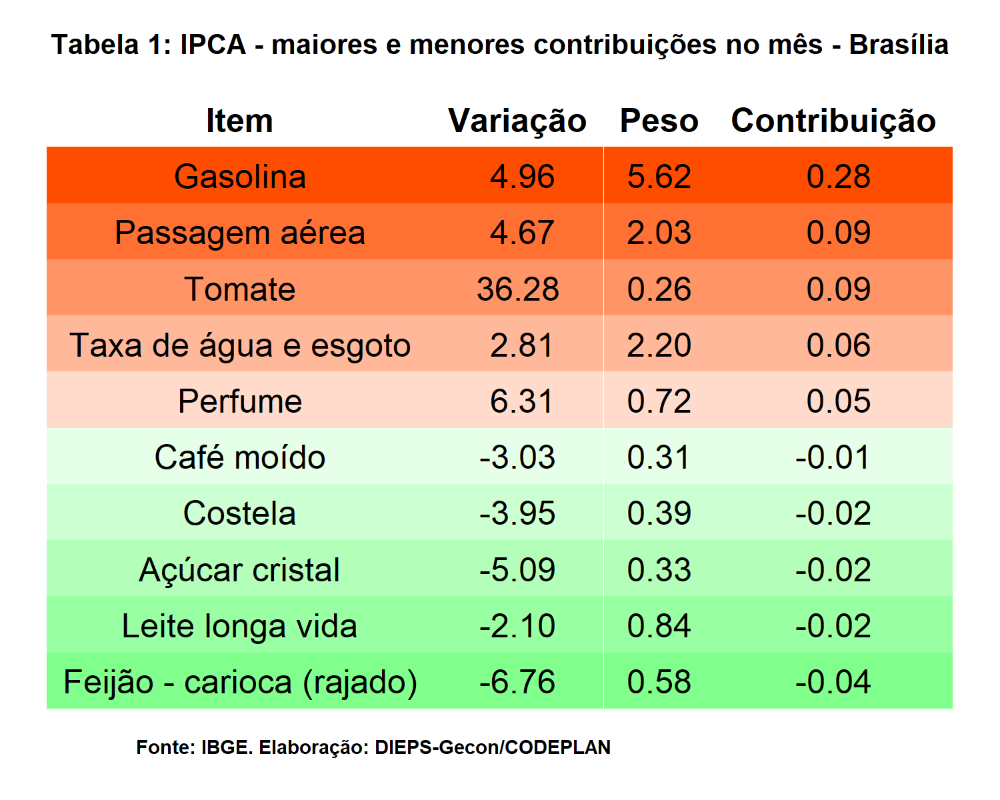 Tabela 1: IPCA - maiores e menores contribuições no mês - Brasília
Item Variação Peso Contribuição
Gasolina 4.96 5.62 0.28
Passagem aérea 4.67 2.03 0.09
Tomate 36.28 0.26 0.09
Taxa de água e esgoto 2.81 2.20 0.06
Perfume 6.31 0.72 0.05
Café moído -3.03 0.31 -0.01
Costela -3.95 0.39 -0.02
Açúcar cristal -5.09 0.33 -0.02
Leite longa vida -2.10 0.84 -0.02
Feijão - carioca (rajado) -6.76 0.58 -0.04
Fonte: IBGE. Elaboração: DIEPS-Gecon/CODEPLAN